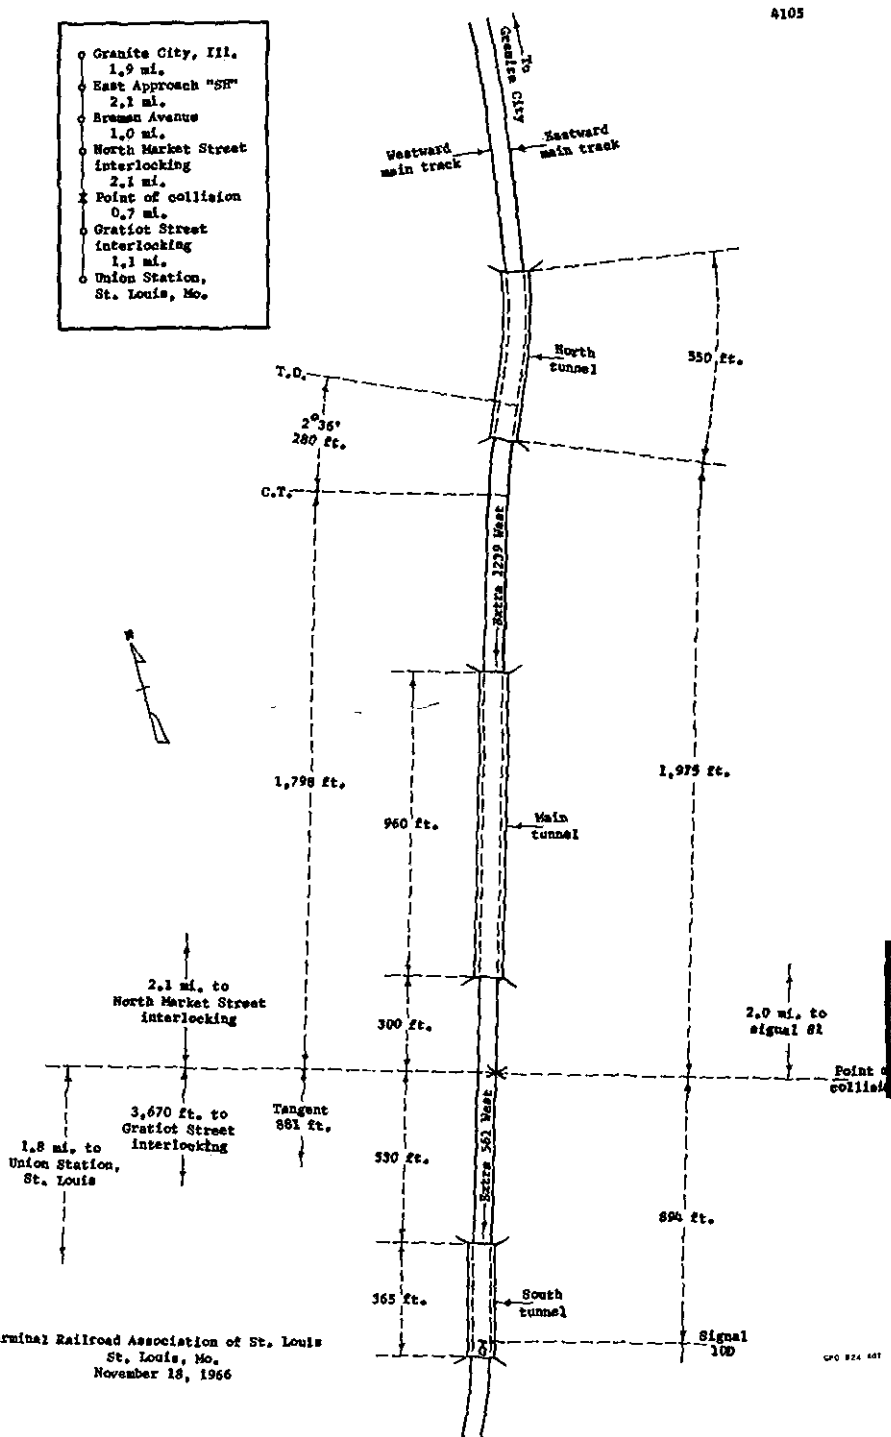 4105
Granite City, Ill.
1.9 mi.
East Approach "SH"
2.1 mi.
Breman Avenue
1.0 mi.
North Market Street
interlocking
2.1 mi.
Point of collision
0.7 mi.
Gratiot Street
interlocking
1.1 mi.
Union Station,
St. Louis, Mo.
To
Granite City
Westward
main track
Eastward
main track
North
tunnel
550 ft.
T.D.
2°36'
280 ft.
C.T.
Extra 1239 West
N
1,798 ft.
960 ft.
Main
tunnel
1,975 ft.
2.1 mi. to
North Market Street
interlocking
300 ft.
2.0 mi. to
signal 81
Point o
collisi
3,670 ft. to
Gratiot Street
interlocking
Tangent
881 ft.
1.8 mi. to
Union Station,
St. Louis
530 ft.
Extra 561 West
894 ft.
365 ft.
South
tunnel
Signal
10D
rminal Railroad Association of St. Louis
St. Louis, Mo.
November 18, 1966
GPO 824 607